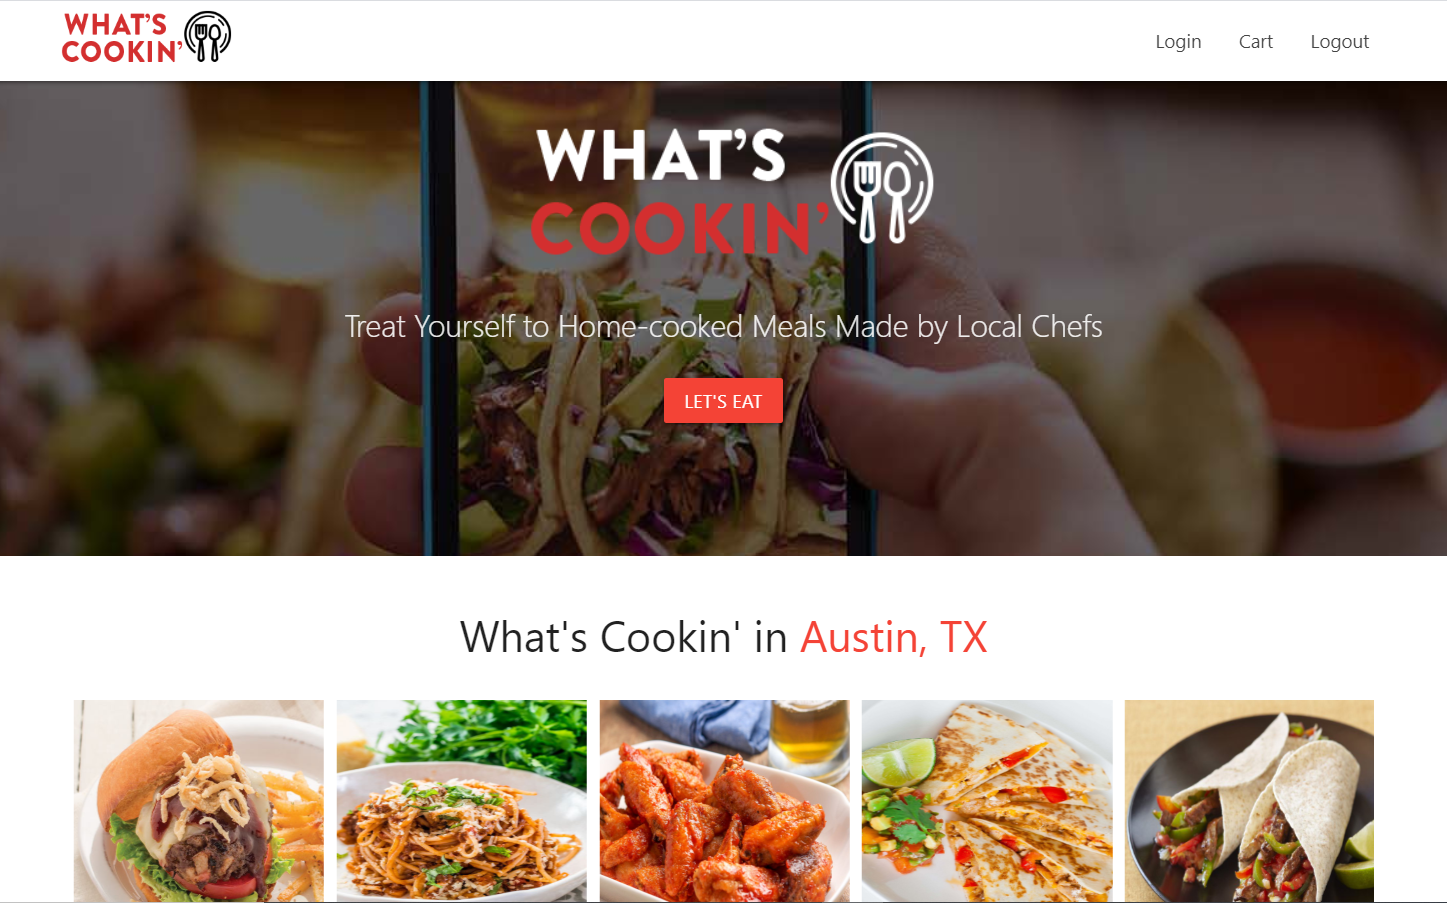 WHAT'S
COOKIN'
Login Cart Logout
WHAT'S
COOKIN'
Treat Yourself to Home-cooked Meals Made by Local Chefs
LET'S EAT
What's Cookin' in Austin, TX